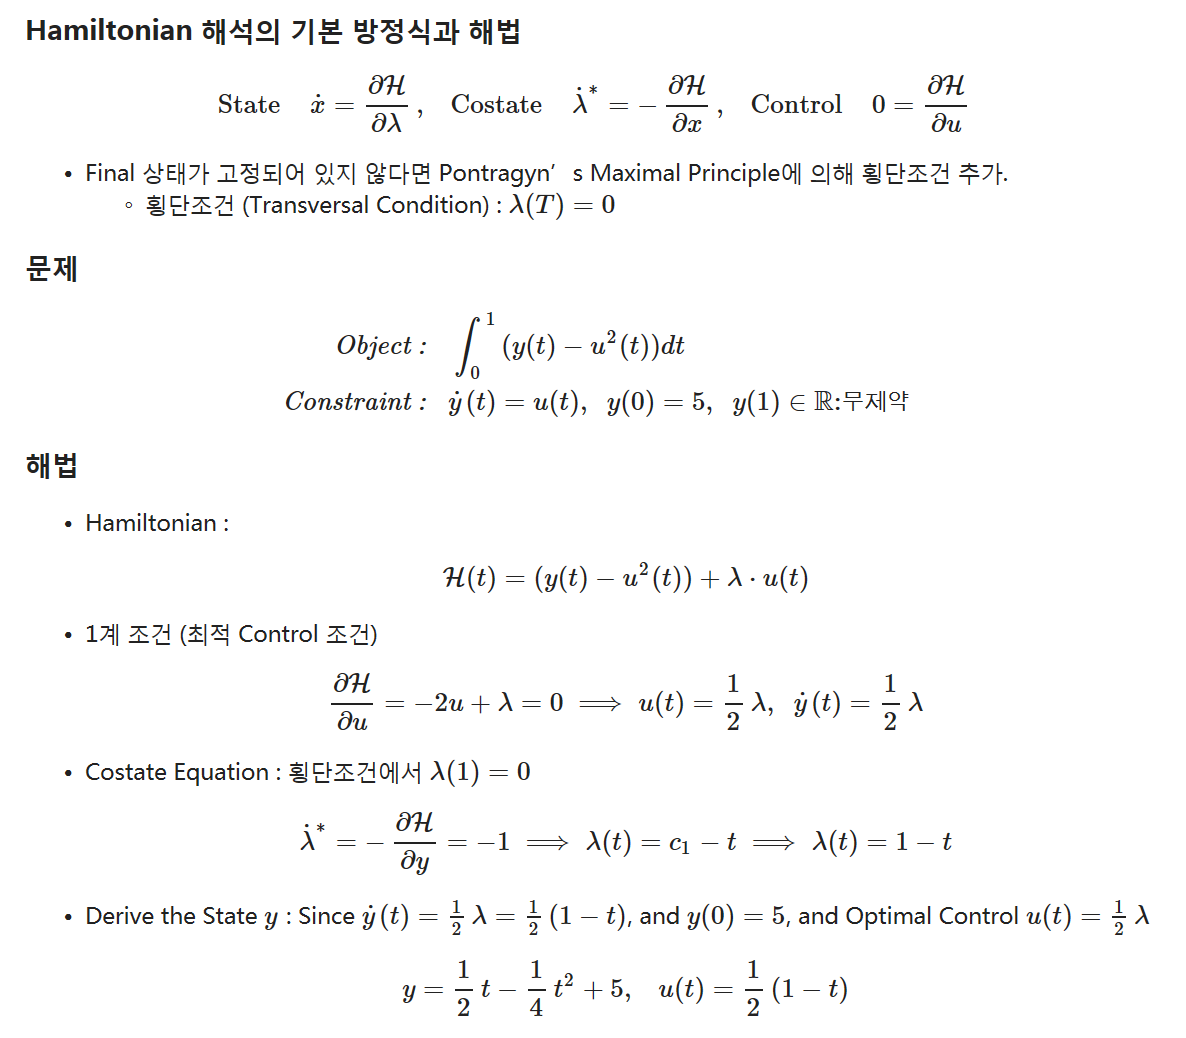 Hamiltonian 해석의 기본 방정식과 해법
State $\dot{x} = \frac{\partial \mathcal{H}}{\partial \lambda}$ , Costate $\dot{\lambda}^* = -\frac{\partial \mathcal{H}}{\partial x}$ , Control $0 = \frac{\partial \mathcal{H}}{\partial u}$
• Final 상태가 고정되어 있지 않다면 Pontragyn’s Maximal Principle에 의해 횡단조건 추가.
◦ 횡단조건 (Transversal Condition) : $\lambda(T) = 0$
문제
$Object :\ \int_0^1 (y(t) - u^2(t))dt$
$Constraint :\ \dot{y}(t) = u(t),\ y(0) = 5,\ y(1) \in \mathbb{R}$:무제약
해법
• Hamiltonian :
$\mathcal{H}(t) = (y(t) - u^2(t)) + \lambda \cdot u(t)$
• 1계 조건 (최적 Control 조건)
$\frac{\partial \mathcal{H}}{\partial u} = -2u + \lambda = 0 \implies u(t) = \frac{1}{2}\lambda,\ \dot{y}(t) = \frac{1}{2}\lambda$
• Costate Equation : 횡단조건에서 $\lambda(1) = 0$
$\dot{\lambda}^* = -\frac{\partial \mathcal{H}}{\partial y} = -1 \implies \lambda(t) = c_1 - t \implies \lambda(t) = 1 - t$
• Derive the State $y$ : Since $\dot{y}(t) = \frac{1}{2}\lambda = \frac{1}{2}(1 - t)$, and $y(0) = 5$, and Optimal Control $u(t) = \frac{1}{2}\lambda$
$y = \frac{1}{2}t - \frac{1}{4}t^2 + 5,\quad u(t) = \frac{1}{2}(1 - t)$